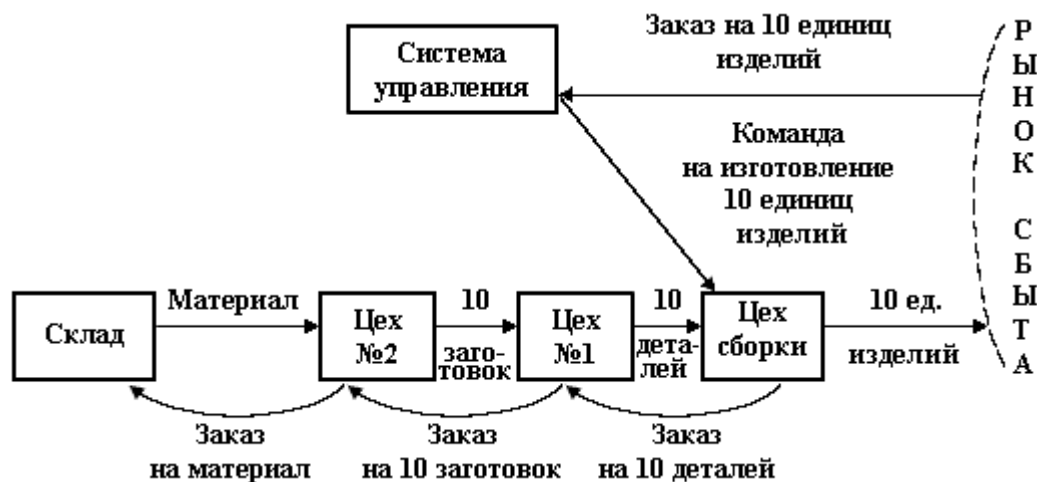 Заказ на 10 единиц
изделий
Система
управления
Команда
на изготовление
10 единиц
изделий
РЫНОК СБЫТА
Склад
Материал
Цех
№2
10
заго-
товок
Цех
№1
10
дета-
лей
Цех
сборки
10 ед.
изделий
Заказ
на материал
Заказ
на 10 заготовок
Заказ
на 10 деталей